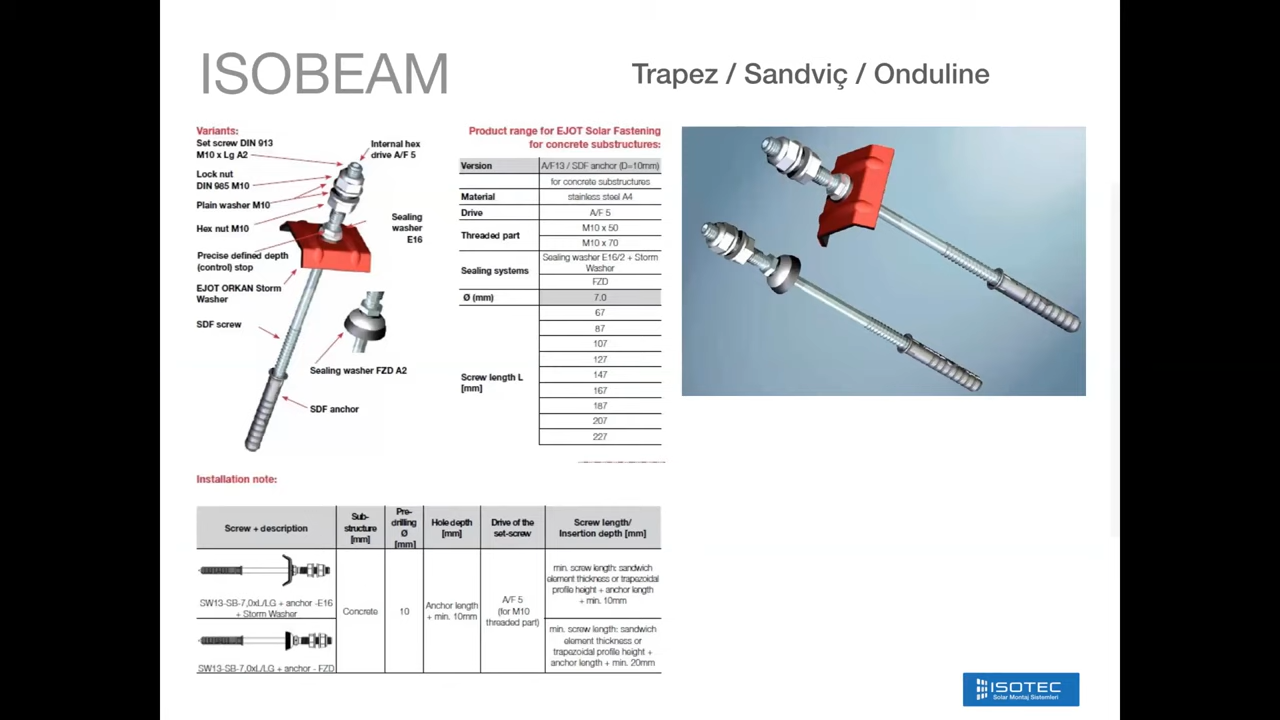 ISOBEAM
Trapez / Sandviç / Onduline
Variants:
Set screw DIN 913
M10 x Lg A2
Internal hex
drive A/F 5
Lock nut
DIN 985 M10
Plain washer M10
Hex nut M10
Sealing
washer
E16
Precise defined depth
(control) stop
EJOT ORKAN Storm
Washer
SDF screw
Sealing washer FZD A2
SDF anchor
Product range for EJOT Solar Fastening
for concrete substructures:
Version
A/F13 / SDF anchor (D=10mm)
for concrete substructures
Material
stainless steel A4
Drive
A/F 5
Threaded part
M10 x 50
M10 x 70
Sealing systems
Sealing washer E16/2 + Storm
Washer
FZD
Ø (mm)
7.0
Screw length L
[mm]
67
87
107
127
147
167
187
207
227
Installation note:
Screw + description
Sub-
structure
[mm]
Pre-
drilling
Ø
[mm]
Hole depth
[mm]
Drive of the
set-screw
Screw length/
Insertion depth [mm]
SW13-SB-7,0xL/LG + anchor -E16
+ Storm Washer
Concrete
10
Anchor length
+ min. 10mm
A/F 5
(for M10
threaded part)
min. screw length: sandwich
element thickness or trapezoidal
profile height + anchor length
+ min. 10mm
SW13-SB-7,0xL/LG + anchor - FZD
min. screw length: sandwich
element thickness or
trapezoidal profile height +
anchor length + min. 20mm
ISOTEC
Solar Montaj Sistemleri